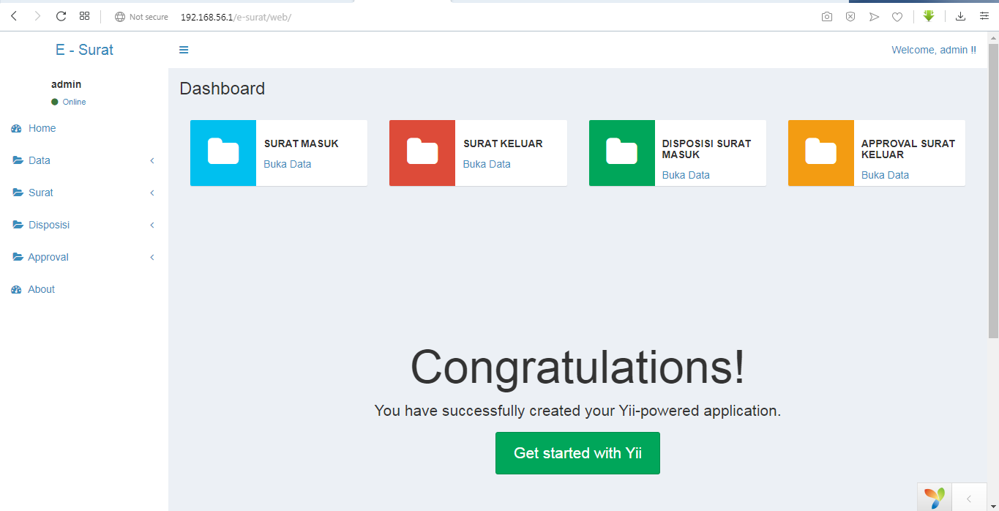 Not secure
192.168.56.1/e-surat/web/
E - Surat
Welcome, admin !!
admin
Online
Home
Data
Surat
Disposisi
Approval
About
Dashboard
SURAT MASUK
Buka Data
SURAT KELUAR
Buka Data
DISPOSISI SURAT
MASUK
Buka Data
APPROVAL SURAT
KELUAR
Buka Data
Congratulations!
You have successfully created your Yii-powered application.
Get started with Yii